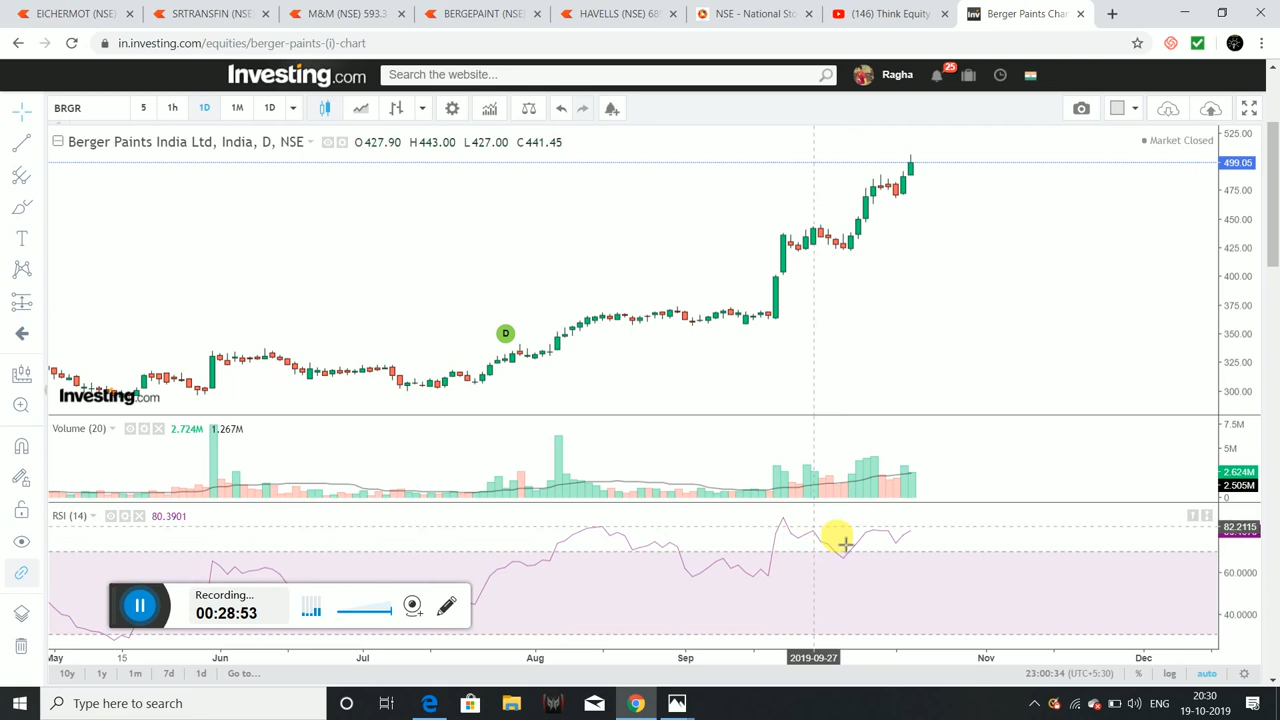 EICHERMOT (NSE)
SRTRANSFIN (NSE)
M&M (NSE) 593.3
BERGEPAINT (NSE)
HAVELLS (NSE) 68
NSE - National Sto
(146) Think Equity
Berger Paints Cha
in.investing.com/equities/berger-paints-(i)-chart
Investing.com
Search the website...
Ragha
25
BRGR
5
1h
1D
1M
1D
Berger Paints India Ltd, India, D, NSE
O427.90 H443.00 L427.00 C441.45
Market Closed
525.00
499.05
475.00
450.00
425.00
400.00
375.00
350.00
325.00
300.00
D
Investing.com
Volume (20)
2.724M
1.267M
7.5M
5M
2.624M
2.505M
0
RSI (14)
80.3901
82.2115
60.0000
40.0000
Recording...
00:28:53
May
15
Jun
Jul
Aug
Sep
2019-09-27
Nov
Dec
10y
1y
1m
7d
1d
Go to...
23:00:34 (UTC+5:30)
%
log
auto
Type here to search
ENG
20:30
19-10-2019